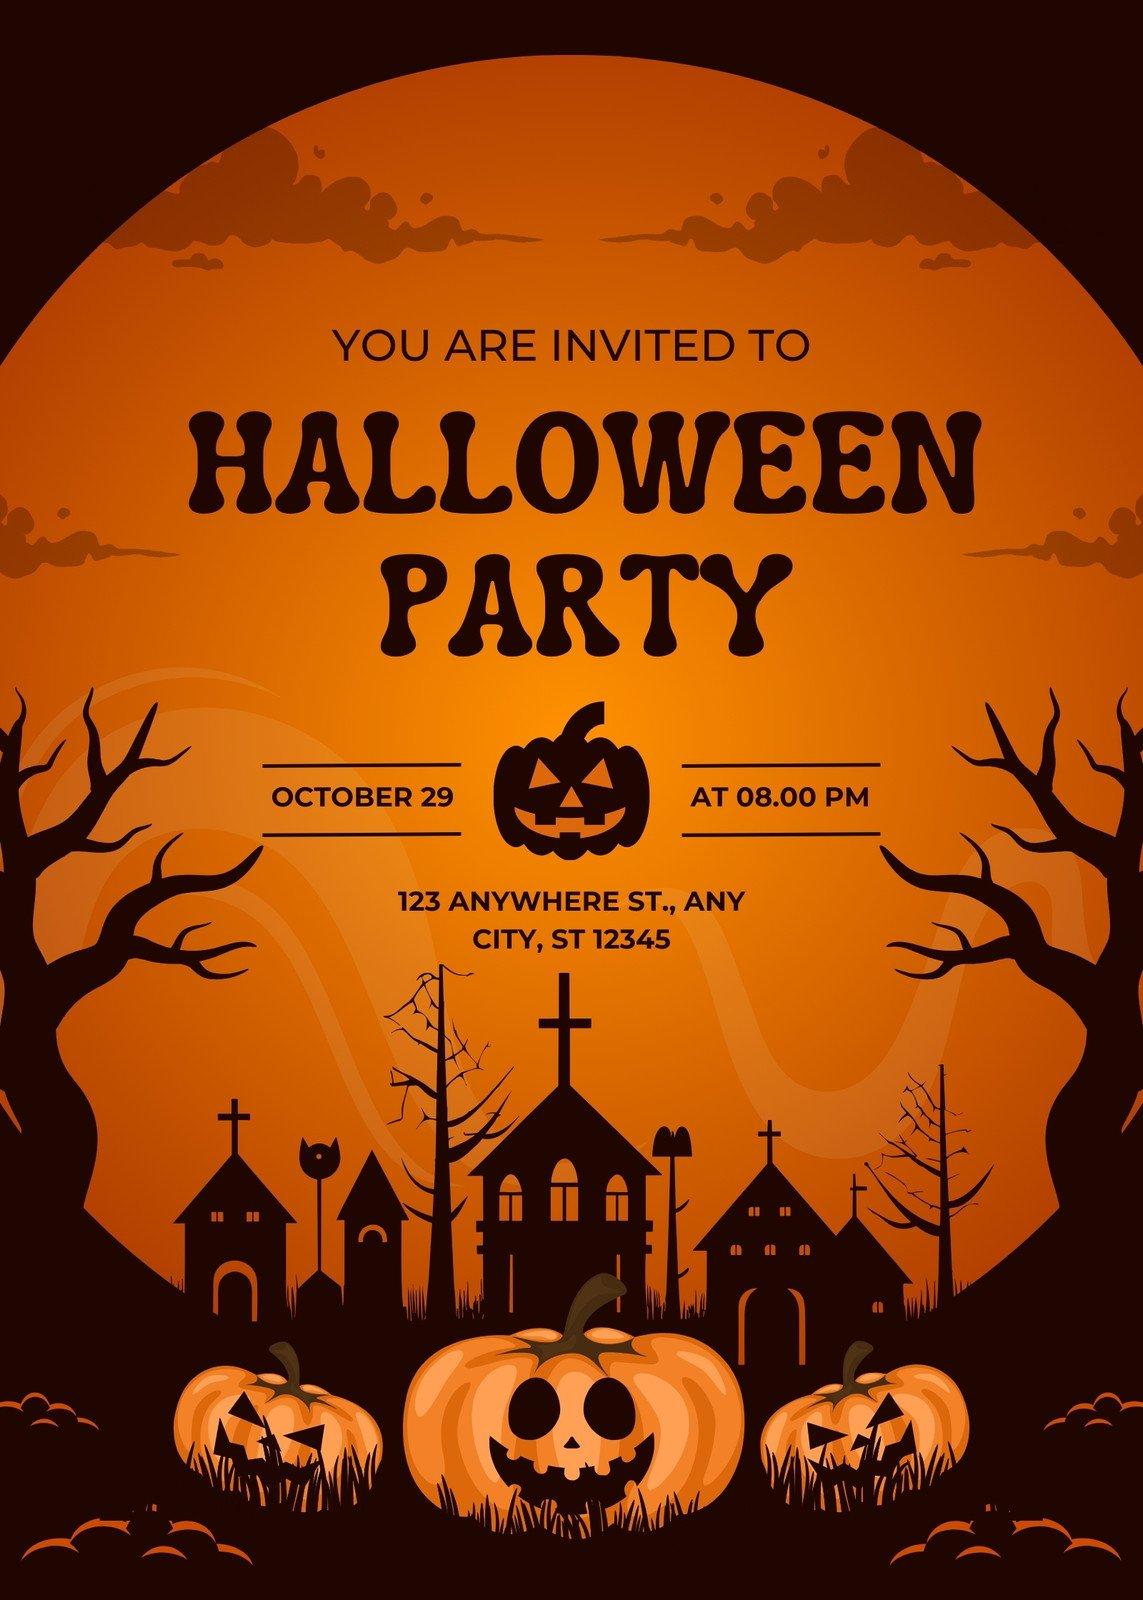 YOU ARE INVITED TO
HALLOWEEN
PARTY
OCTOBER 29
AT 08.00 PM
123 ANYWHERE ST., ANY
CITY, ST 12345